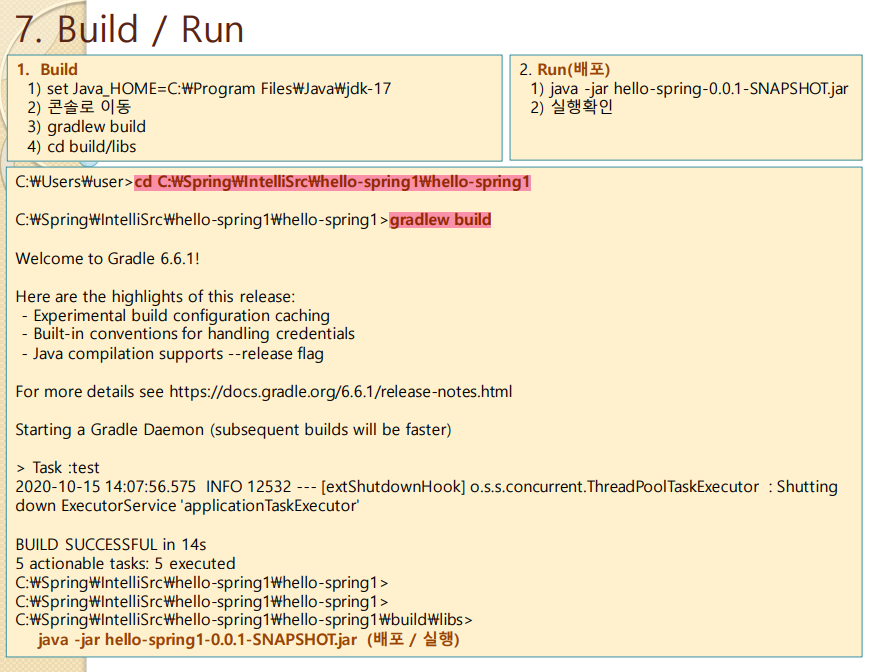 7. Build / Run
1. Build
1) set Java_HOME=C:₩Program Files₩Java₩jdk-17
2) 콘솔로 이동
3) gradlew build
4) cd build/libs
2. Run(배포)
1) java -jar hello-spring-0.0.1-SNAPSHOT.jar
2) 실행확인
C:₩Users₩user>cd C:₩Spring₩IntelliSrc₩hello-spring1₩hello-spring1
C:₩Spring₩IntelliSrc₩hello-spring1₩hello-spring1>gradlew build
Welcome to Gradle 6.6.1!
Here are the highlights of this release:
- Experimental build configuration caching
- Built-in conventions for handling credentials
- Java compilation supports --release flag
For more details see https://docs.gradle.org/6.6.1/release-notes.html
Starting a Gradle Daemon (subsequent builds will be faster)
> Task :test
2020-10-15 14:07:56.575  INFO 12532 --- [extShutdownHook] o.s.s.concurrent.ThreadPoolTaskExecutor  : Shutting
down ExecutorService 'applicationTaskExecutor'
BUILD SUCCESSFUL in 14s
5 actionable tasks: 5 executed
C:₩Spring₩IntelliSrc₩hello-spring1₩hello-spring1>
C:₩Spring₩IntelliSrc₩hello-spring1₩hello-spring1>
C:₩Spring₩IntelliSrc₩hello-spring1₩hello-spring1₩build₩libs>
java -jar hello-spring1-0.0.1-SNAPSHOT.jar  (배포 / 실행)